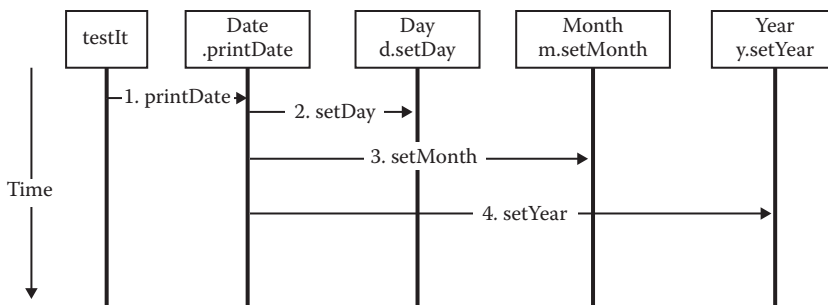 testIt
Date
.printDate
Day
d.setDay
Month
m.setMonth
Year
y.setYear
1. printDate
2. setDay
3. setMonth
Time
4. setYear